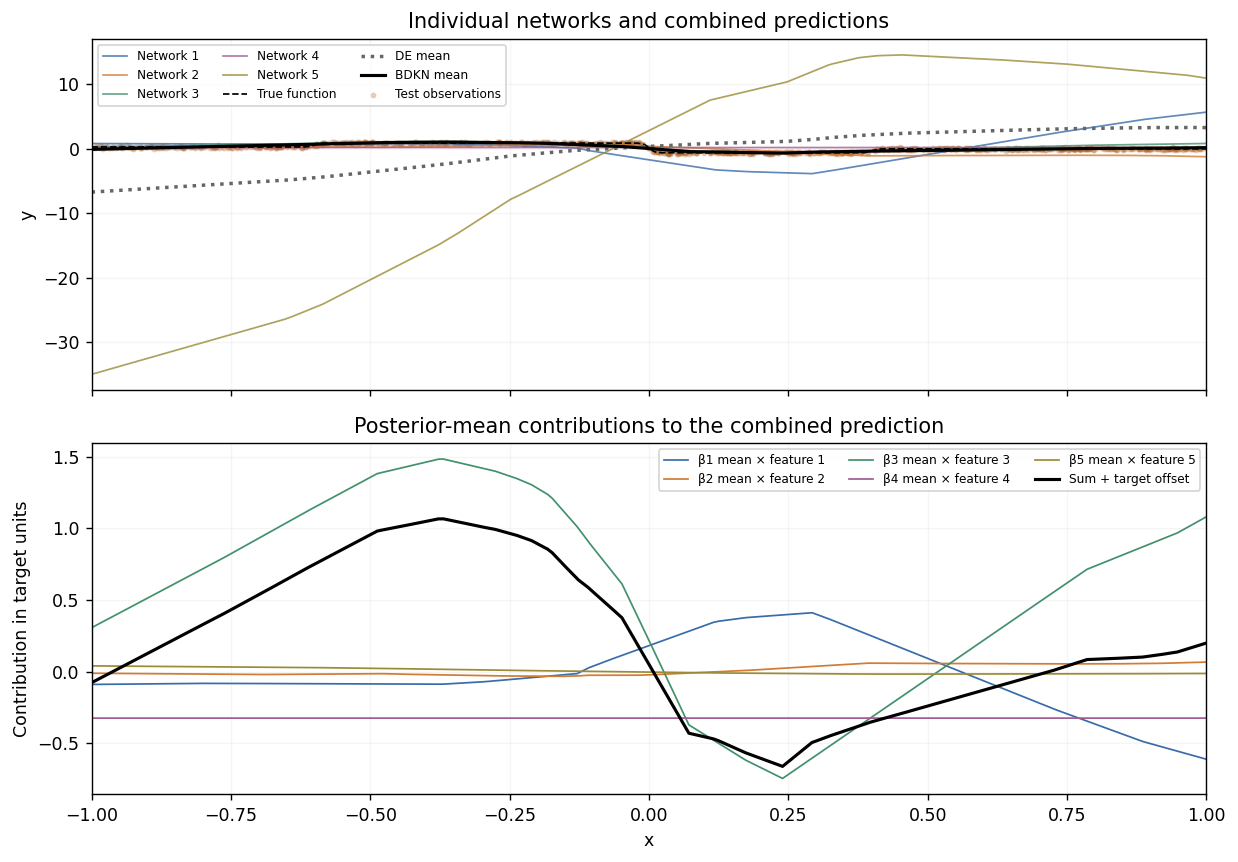 Individual networks and combined predictions
Network 1
Network 2
Network 3
Network 4
Network 5
True function
DE mean
BDKN mean
Test observations
10
0
−10
−20
−30
y
Posterior-mean contributions to the combined prediction
β1 mean × feature 1
β2 mean × feature 2
β3 mean × feature 3
β4 mean × feature 4
β5 mean × feature 5
Sum + target offset
1.5
1.0
0.5
0.0
−0.5
Contribution in target units
−1.00 −0.75 −0.50 −0.25 0.00 0.25 0.50 0.75 1.00
x